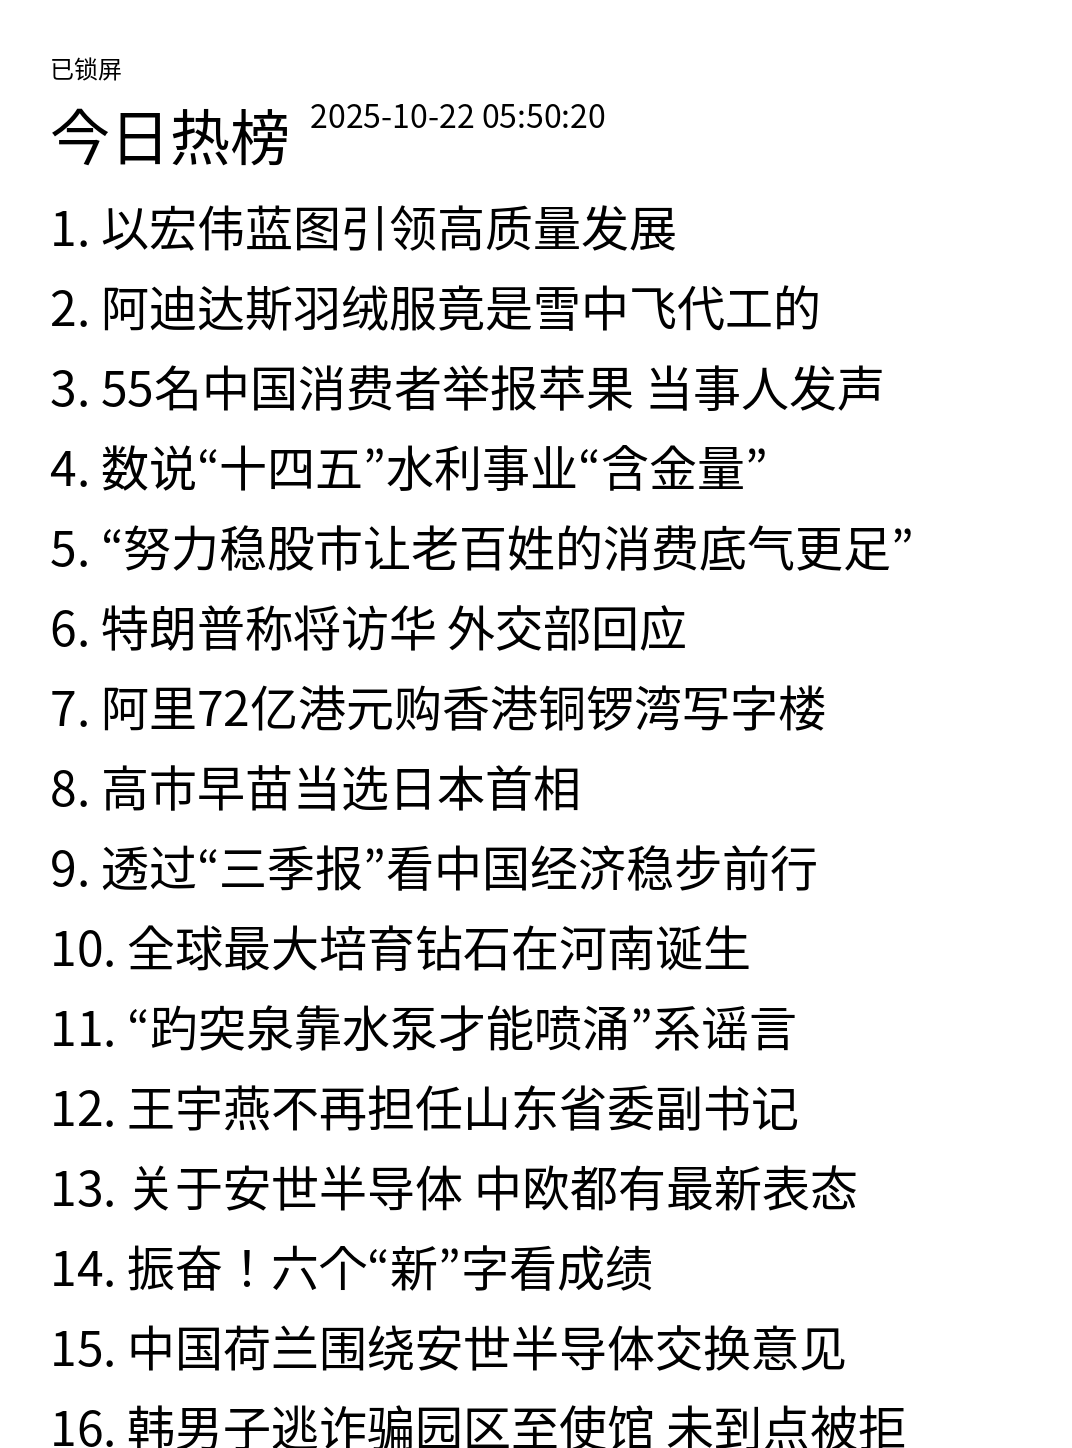 已锁屏
今日热榜 2025-10-22 05:50:20
1. 以宏伟蓝图引领高质量发展
2. 阿迪达斯羽绒服竟是雪中飞代工的
3. 55名中国消费者举报苹果 当事人发声
4. 数说“十四五”水利事业“含金量”
5. “努力稳股市让老百姓的消费底气更足”
6. 特朗普称将访华 外交部回应
7. 阿里72亿港元购香港铜锣湾写字楼
8. 高市早苗当选日本首相
9. 透过“三季报”看中国经济稳步前行
10. 全球最大培育钻石在河南诞生
11. “趵突泉靠水泵才能喷涌”系谣言
12. 王宇燕不再担任山东省委副书记
13. 关于安世半导体 中欧都有最新表态
14. 振奋！六个“新”字看成绩
15. 中国荷兰围绕安世半导体交换意见
16. 韩男子逃诈骗园区至使馆 未到点被拒